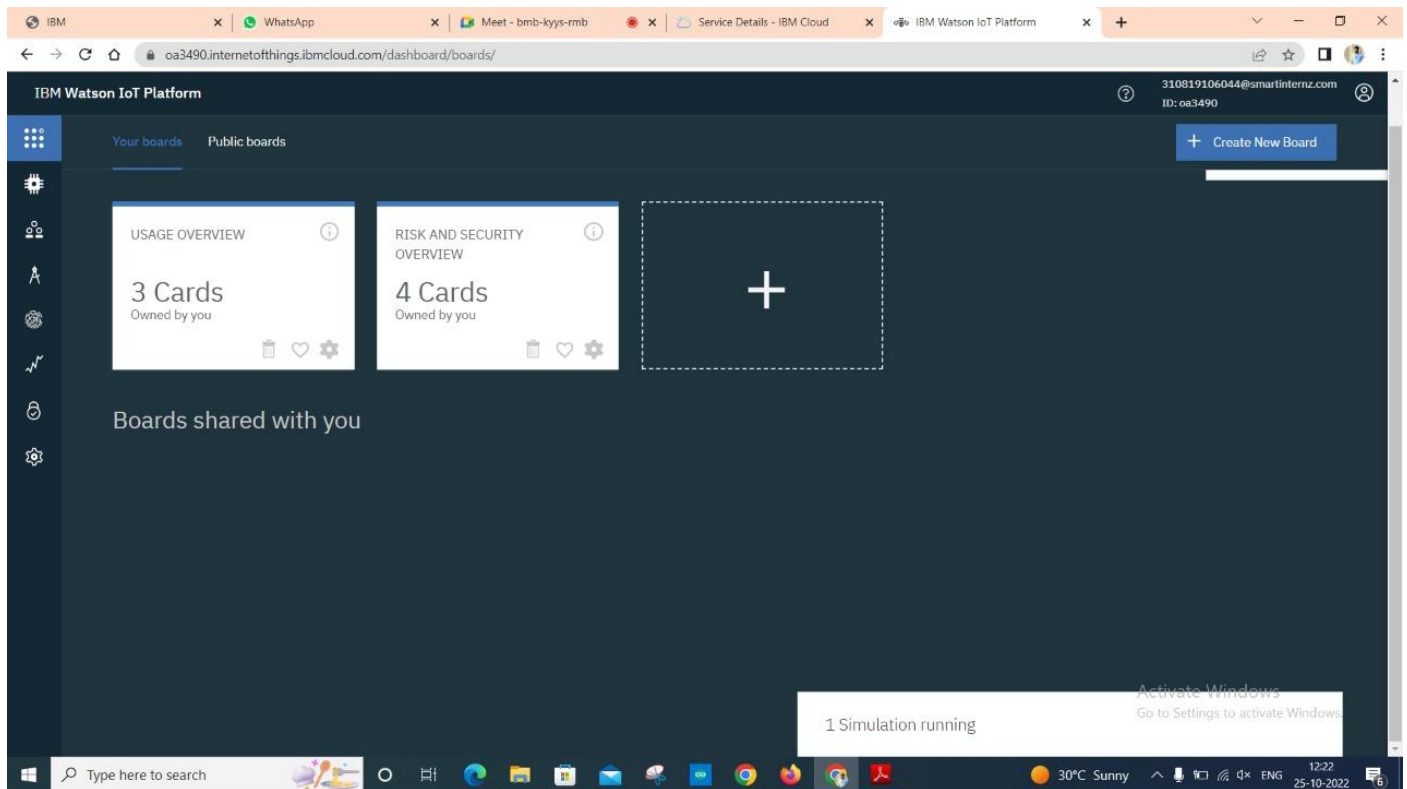 IBM
WhatsApp
Meet - bmb-kyys-rmb
Service Details - IBM Cloud
IBM Watson IoT Platform
oa3490.internetofthings.ibmcloud.com/dashboard/boards/
IBM Watson IoT Platform
310819106044@smartinternz.com
ID: oa3490
Your boards
Public boards
+ Create New Board
USAGE OVERVIEW
3 Cards
Owned by you
RISK AND SECURITY
OVERVIEW
4 Cards
Owned by you
Boards shared with you
1 Simulation running
Activate Windows
Go to Settings to activate Windows.
Type here to search
30°C Sunny
ENG
12:22
25-10-2022
6